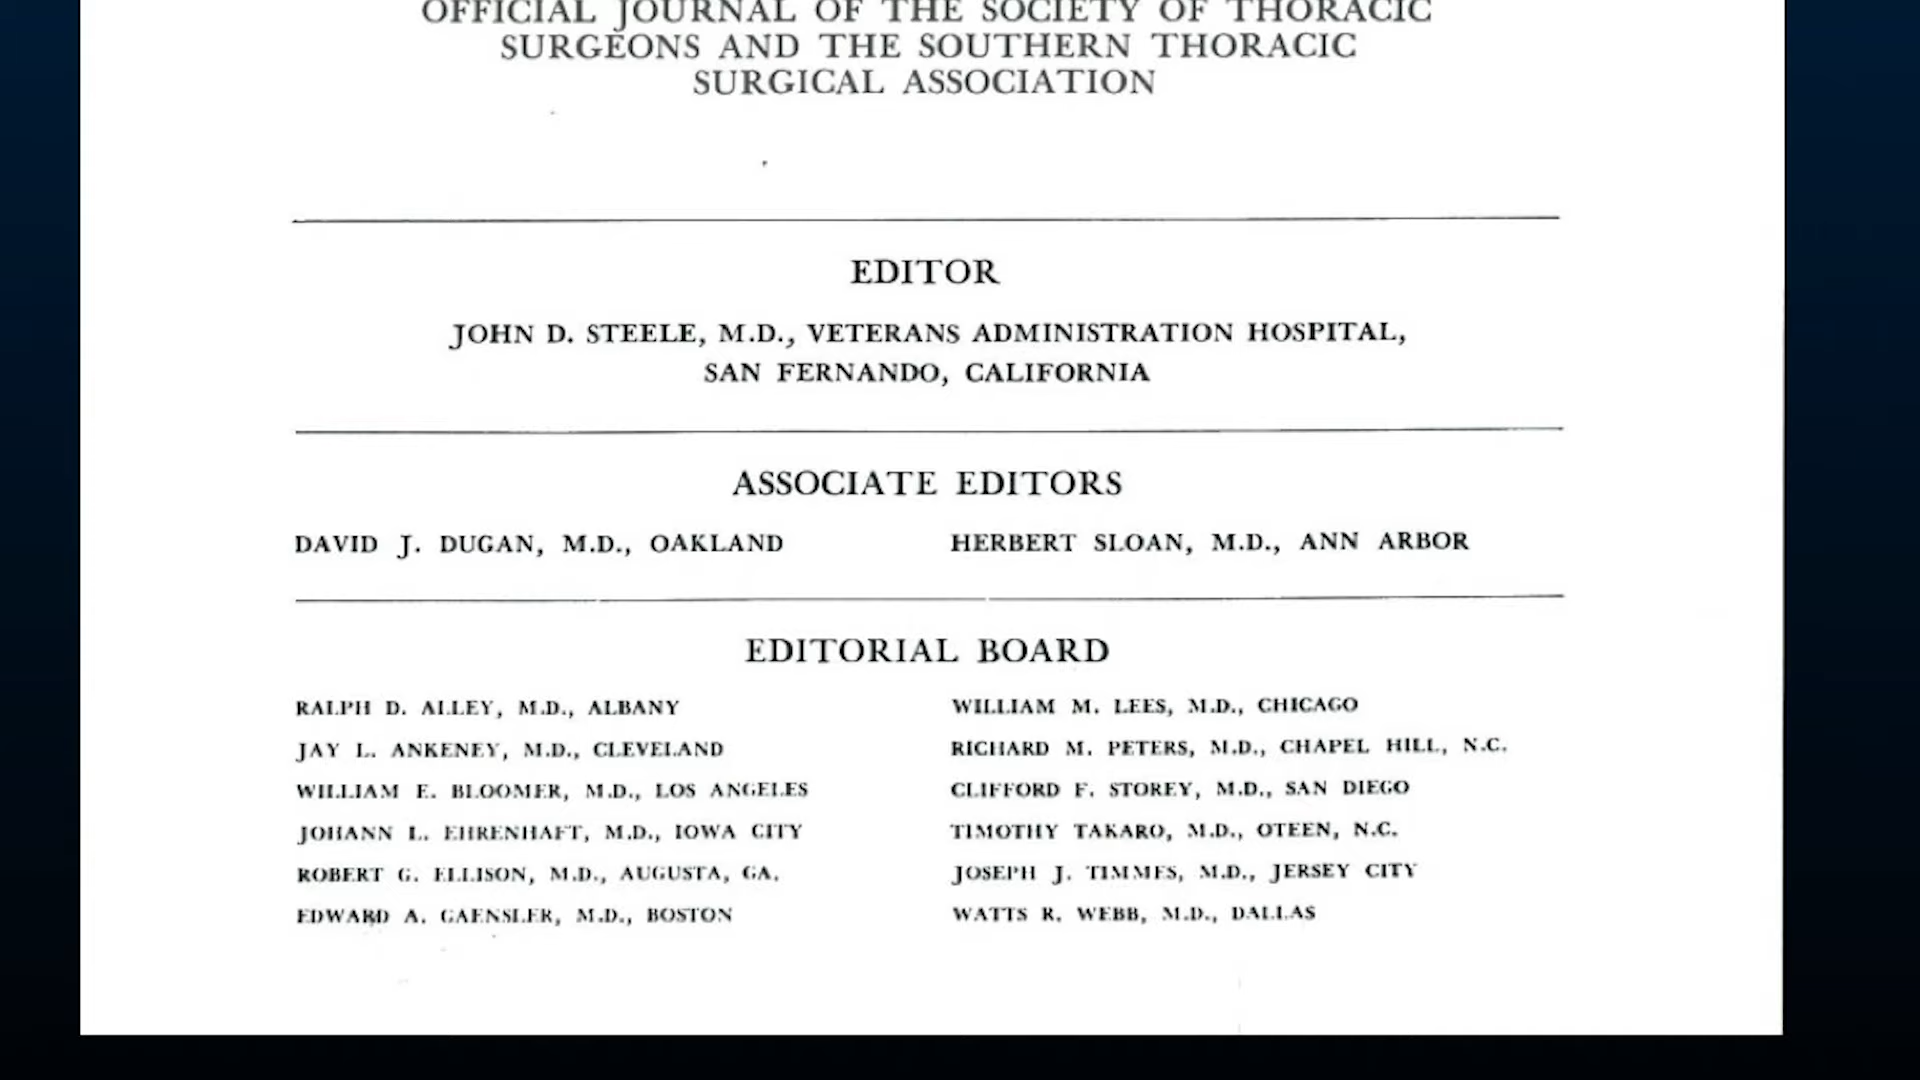 OFFICIAL JOURNAL OF THE SOCIETY OF THORACIC
SURGEONS AND THE SOUTHERN THORACIC
SURGICAL ASSOCIATION
EDITOR
JOHN D. STEELE, M.D., VETERANS ADMINISTRATION HOSPITAL,
SAN FERNANDO, CALIFORNIA
ASSOCIATE EDITORS
DAVID J. DUGAN, M.D., OAKLAND
HERBERT SLOAN, M.D., ANN ARBOR
EDITORIAL BOARD
RALPH D. ALLEY, M.D., ALBANY
JAY L. ANKENEY, M.D., CLEVELAND
WILLIAM E. BLOOMER, M.D., LOS ANGELES
JOHANN L. EHRENHAFT, M.D., IOWA CITY
ROBERT G. ELLISON, M.D., AUGUSTA, GA.
EDWARD A. GAENSLER, M.D., BOSTON
WILLIAM M. LEES, M.D., CHICAGO
RICHARD M. PETERS, M.D., CHAPEL HILL, N.C.
CLIFFORD F. STOREY, M.D., SAN DIEGO
TIMOTHY TAKARO, M.D., OTEEN, N.C.
JOSEPH J. TIMMES, M.D., JERSEY CITY
WATTS R. WEBB, M.D., DALLAS